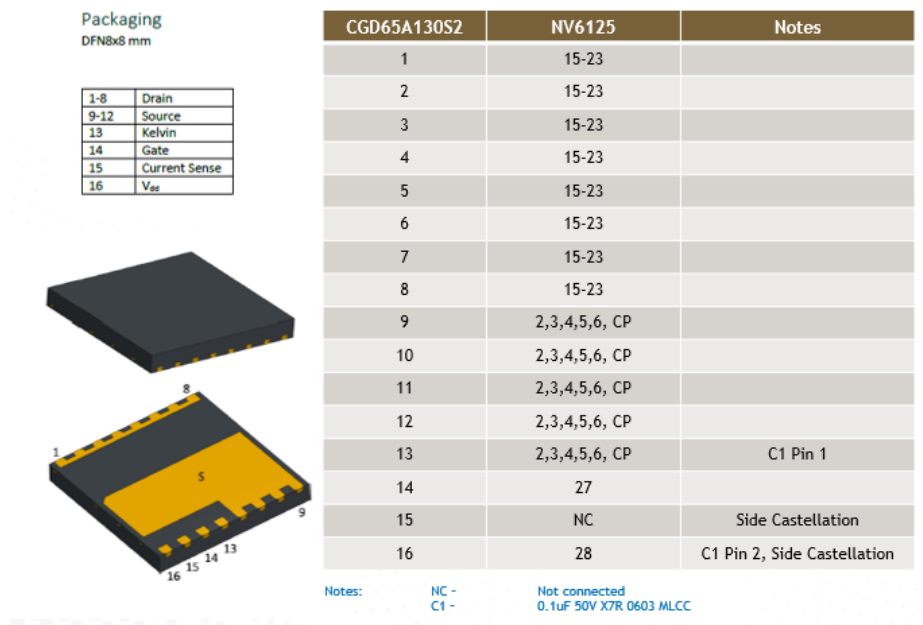 Packaging
DFN8x8 mm
1-8 Drain
9-12 Source
13 Kelvin
14 Gate
15 Current Sense
16
8
1
S
9
13
14
15
16
CGD65A130S2 NV6125 Notes
1 15-23
2 15-23
3 15-23
4 15-23
5 15-23
6 15-23
7 15-23
8 15-23
9 2,3,4,5,6, CP
10 2,3,4,5,6, CP
11 2,3,4,5,6, CP
12 2,3,4,5,6, CP
13 2,3,4,5,6, CP C1 Pin 1
14 27
15 NC Side Castellation
16 28 C1 Pin 2, Side Castellation
Notes: NC - Not connected
C1 - 0.1uF 50V X7R 0603 MLCC